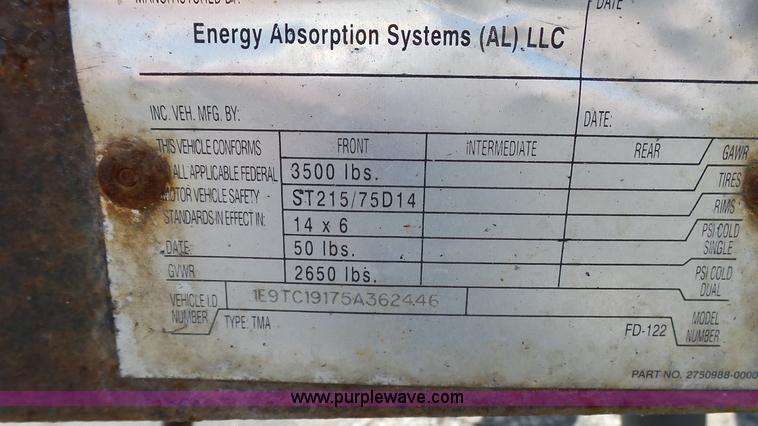 MANUFACTURED BY:
DATE
Energy Absorption Systems (AL) LLC
INC. VEH. MFG. BY:
DATE:
THIS VEHICLE CONFORMS FRONT INTERMEDIATE REAR GAWR
ALL APPLICABLE FEDERAL 3500 lbs. TIRES
MOTOR VEHICLE SAFETY ST215/75D14 RIMS
STANDARDS IN EFFECT IN: 14 x 6 PSI COLD
SINGLE
DATE: 50 lbs.
GVWR 2650 lbs. PSI COLD
DUAL
VEHICLE I.D. 1E9TC19175A362446 MODEL
NUMBER TYPE: TMA FD-122 NUMBER
PART NO. 2750988-0000
www.purplewave.com